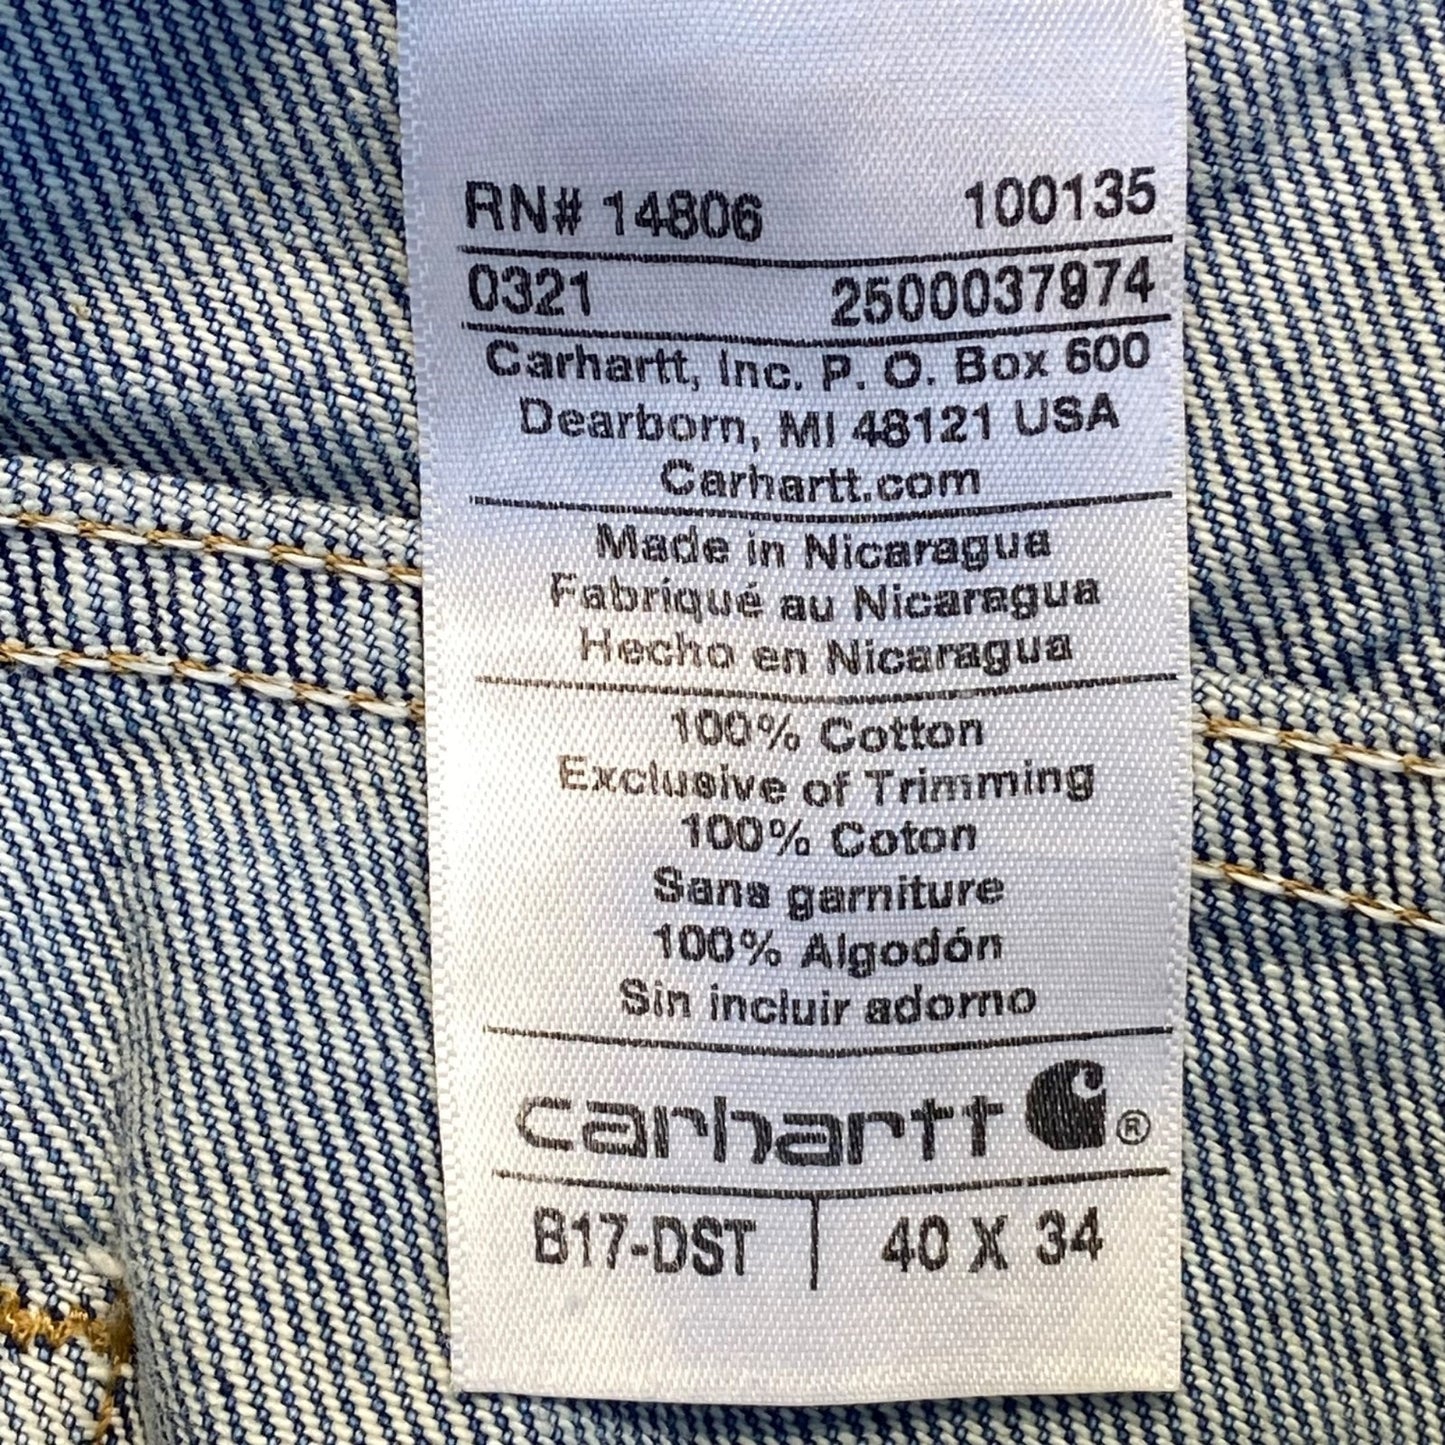 RN# 14806 100135
0321 2500037974
Carhartt, Inc. P. O. Box 600
Dearborn, MI 48121 USA
Carhartt.com
Made in Nicaragua
Fabriqué au Nicaragua
Hecho en Nicaragua
100% Cotton
Exclusive of Trimming
100% Coton
Sans garniture
100% Algodón
Sin incluir adorno
carhartt ®
B17-DST | 40 X 34